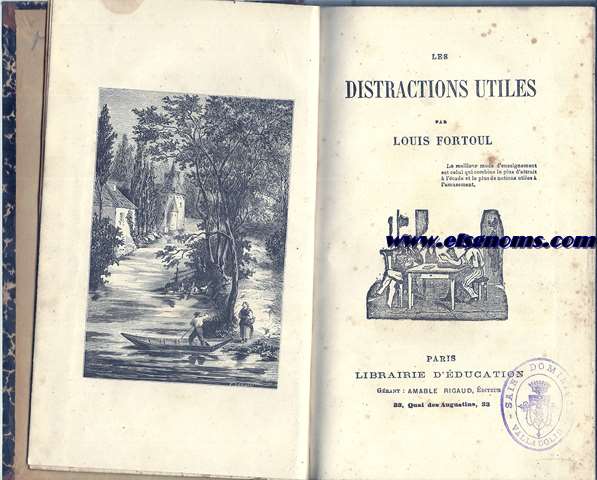 LES
DISTRACTIONS UTILES
PAR
LOUIS FORTOUL
Le meilleur mode d'enseignement
est celui qui combine le plus d'attrait
à l'étude et le plus de notions utiles à
l'amusement.
www.elsgnoms.com
PARIS
LIBRAIRIE D'ÉDUCATION
GÉRANT : AMABLE RIGAUD, ÉDITEUR
33, Quai des Augustins, 33
VALLADOLID